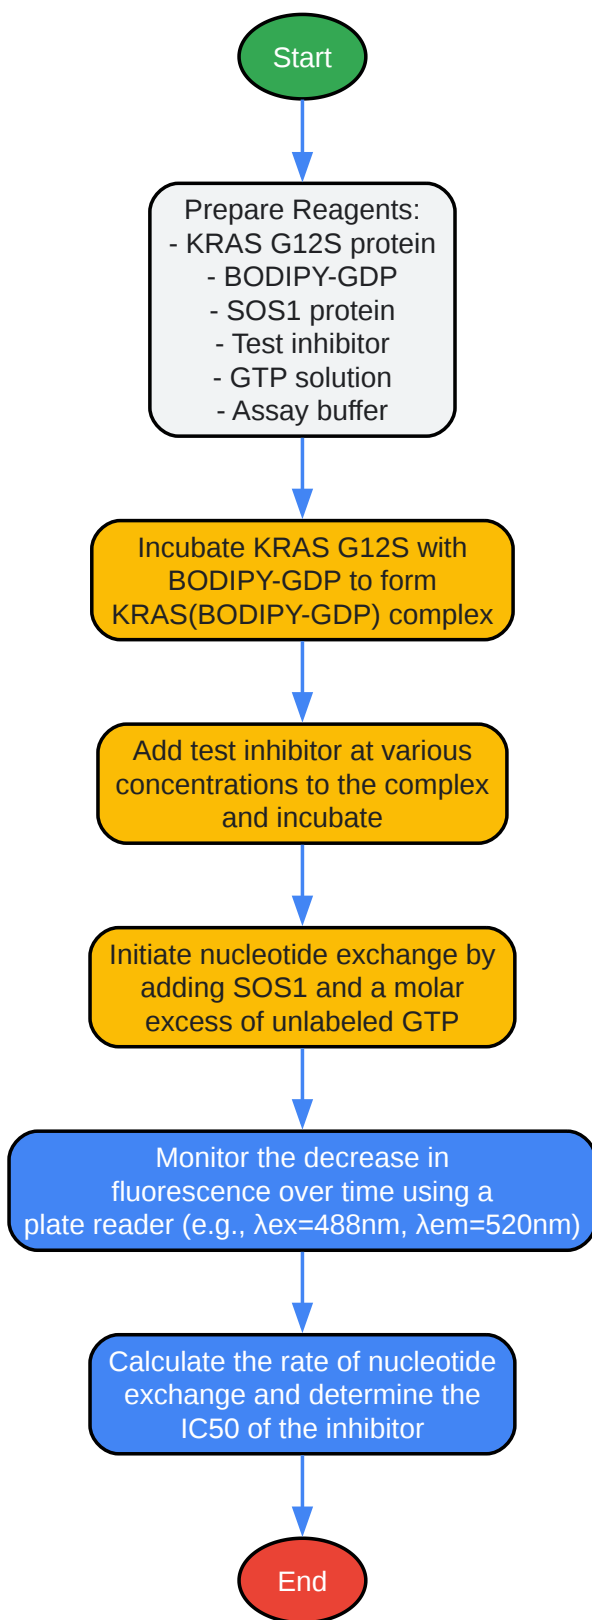 Start
Prepare Reagents:
- KRAS G12S protein
- BODIPY-GDP
- SOS1 protein
- Test inhibitor
- GTP solution
- Assay buffer
Incubate KRAS G12S with
BODIPY-GDP to form
KRAS(BODIPY-GDP) complex
Add test inhibitor at various
concentrations to the complex
and incubate
Initiate nucleotide exchange by
adding SOS1 and a molar
excess of unlabeled GTP
Monitor the decrease in
fluorescence over time using a
plate reader (e.g., λex=488nm, λem=520nm)
Calculate the rate of nucleotide
exchange and determine the
IC50 of the inhibitor
End